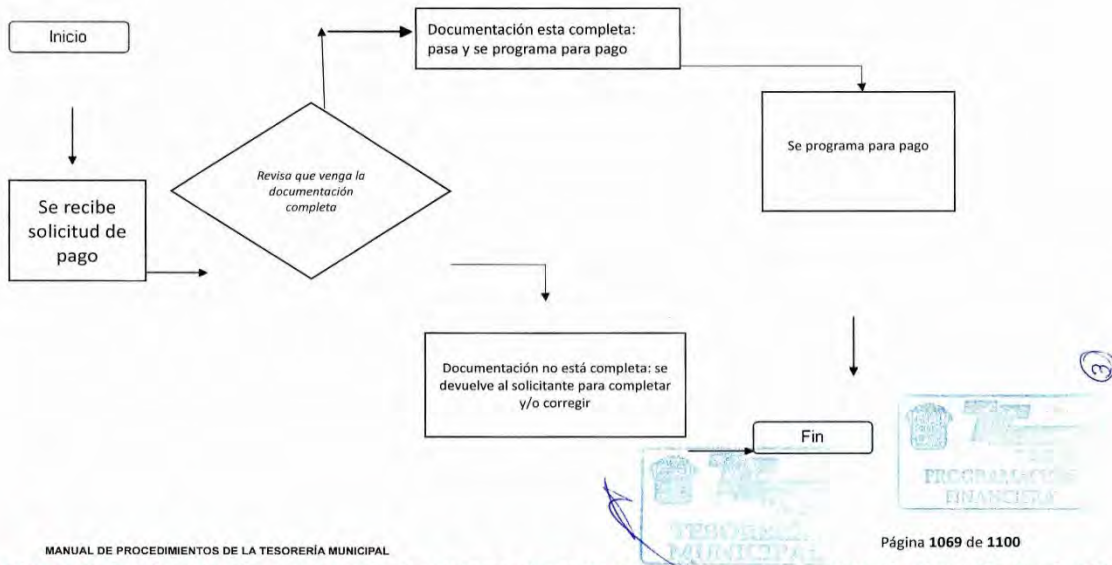 Inicio
Se recibe
solicitud de
pago
Revisa que venga la
documentación
completa
Documentación esta completa:
pasa y se programa para pago
Se programa para pago
Documentación no está completa: se
devuelve al solicitante para completar
y/o corregir
Fin
3
TESORERÍA
MUNICIPAL
PROGRAMACIÓN
FINANCIERA
MANUAL DE PROCEDIMIENTOS DE LA TESORERÍA MUNICIPAL
Página 1069 de 1100